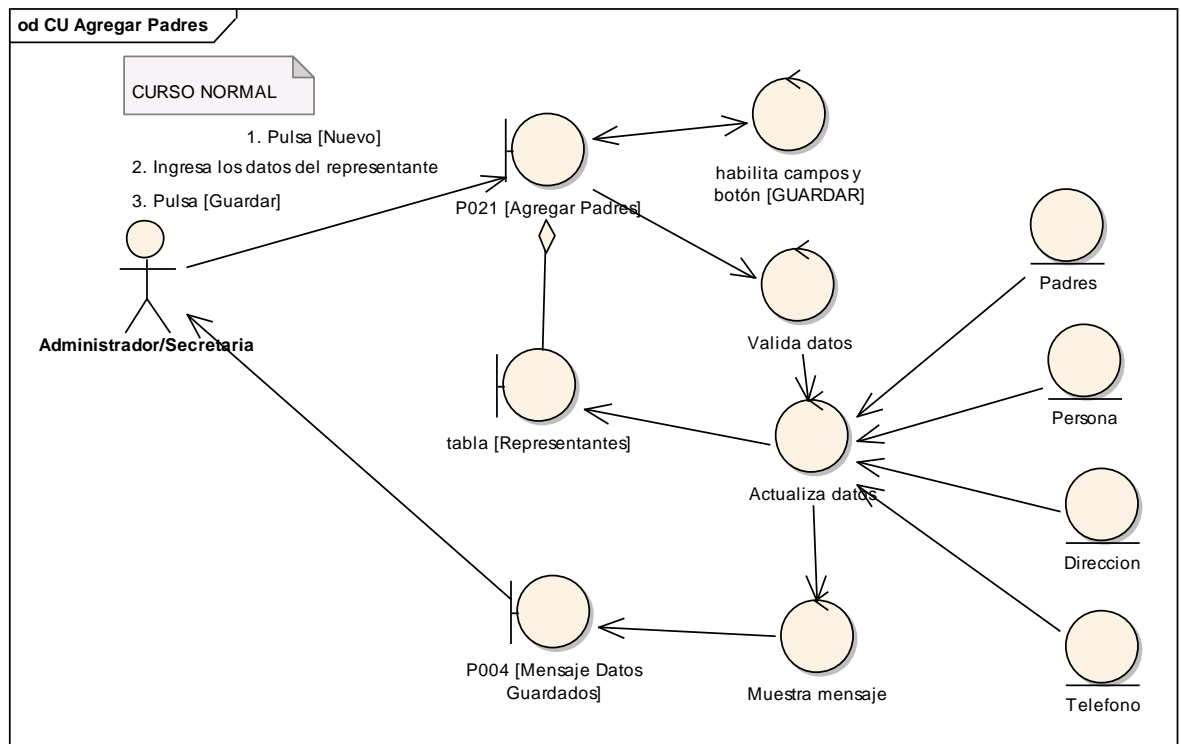 od CU Agregar Padres
CURSO NORMAL
1. Pulsa [Nuevo]
2. Ingresa los datos del representante
3. Pulsa [Guardar]
Administrador/Secretaria
P021 [Agregar Padres]
habilita campos y
botón [GUARDAR]
Valida datos
Padres
Persona
tabla [Representantes]
Actualiza datos
Direccion
P004 [Mensaje Datos
Guardados]
Muestra mensaje
Telefono